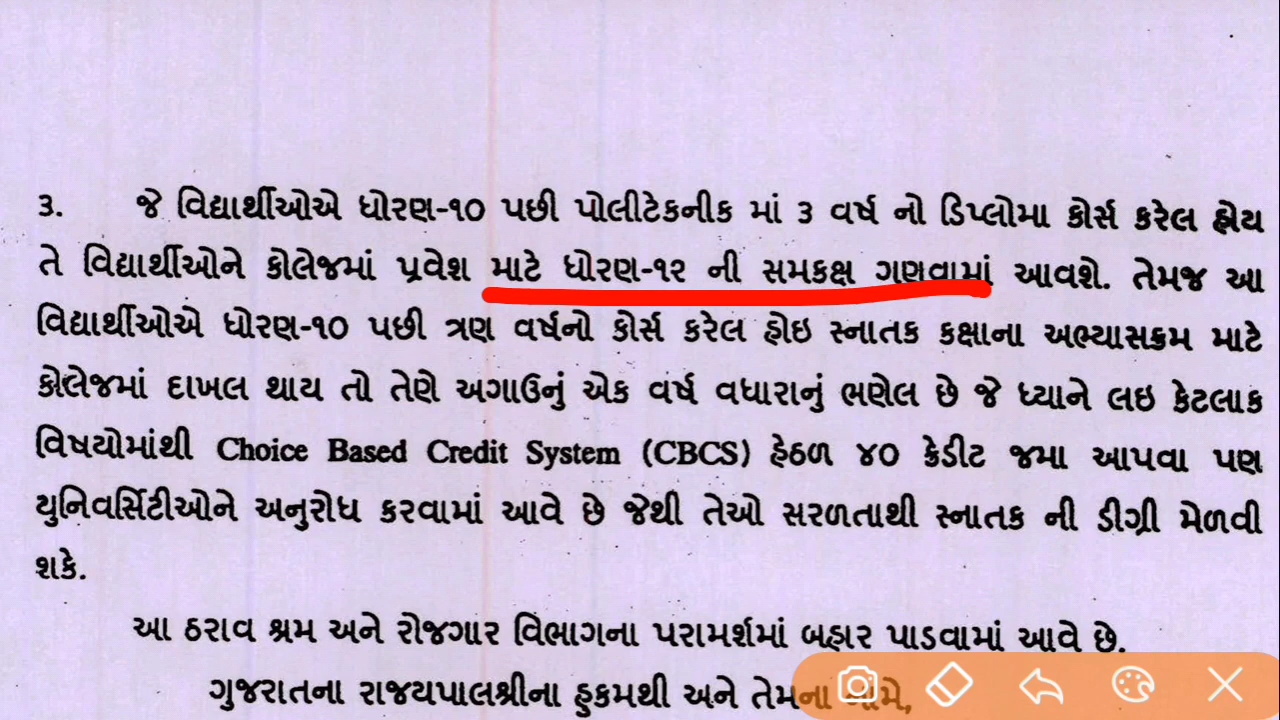 ૩. જે વિદ્યાર્થીઓએ ધોરણ-૧૦ પછી પોલીટેકનીક માં ૩ વર્ષ નો ડિપ્લોમા કોર્સ કરેલ હોય
તે વિદ્યાર્થીઓને કોલેજમાં પ્રવેશ માટે ધોરણ-૧૨ ની સમકક્ષ ગણવામાં આવશે. તેમજ આ
વિદ્યાર્થીઓએ ધોરણ-૧૦ પછી ત્રણ વર્ષનો કોર્સ કરેલ હોઇ સ્નાતક કક્ષાના અભ્યાસક્રમ માટે
કોલેજમાં દાખલ થાય તો તેણે અગાઉનું એક વર્ષ વધારાનું ભણેલ છે જે ધ્યાને લઇ કેટલાક
વિષયોમાંથી Choice Based Credit System (CBCS) હેઠળ ૪૦ ક્રેડીટ જમા આપવા પણ
યુનિવર્સિટીઓને અનુરોધ કરવામાં આવે છે જેથી તેઓ સરળતાથી સ્નાતક ની ડીગ્રી મેળવી
શકે.
આ ઠરાવ શ્રમ અને રોજગાર વિભાગના પરામર્શમાં બહાર પાડવામાં આવે છે.
ગુજરાતના રાજયપાલશ્રીના હુકમથી અને તેમના નામે,